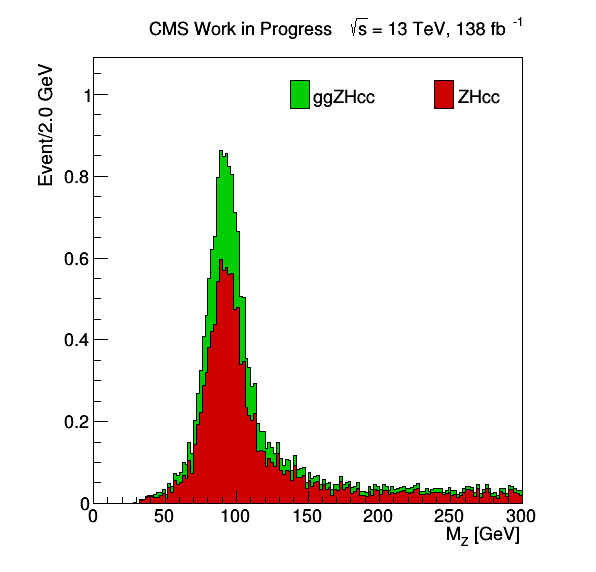 CMS Work in Progress √s = 13 TeV, 138 fb -1
Event/2.0 GeV
ggZHcc ZHcc
1
0.8
0.6
0.4
0.2
0
0 50 100 150 200 250 300
MZ [GeV]